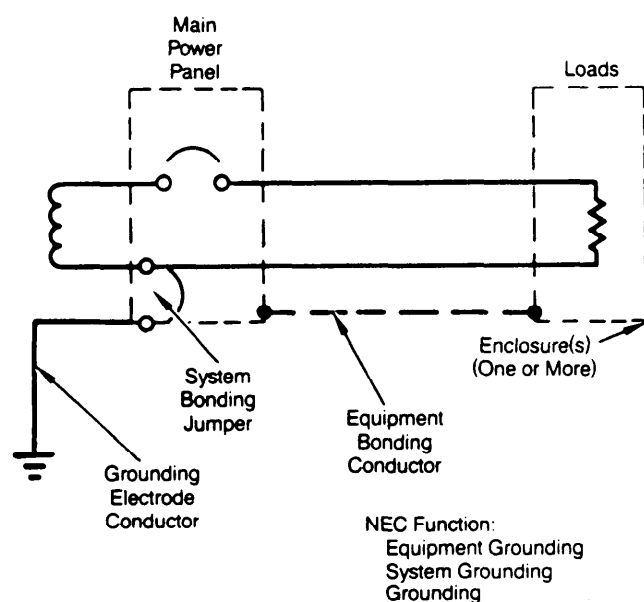 Main
Power
Panel
Loads
System
Bonding
Jumper
Enclosure(s)
(One or More)
Equipment
Bonding
Conductor
Grounding
Electrode
Conductor
NEC Function:
Equipment Grounding
System Grounding
Grounding